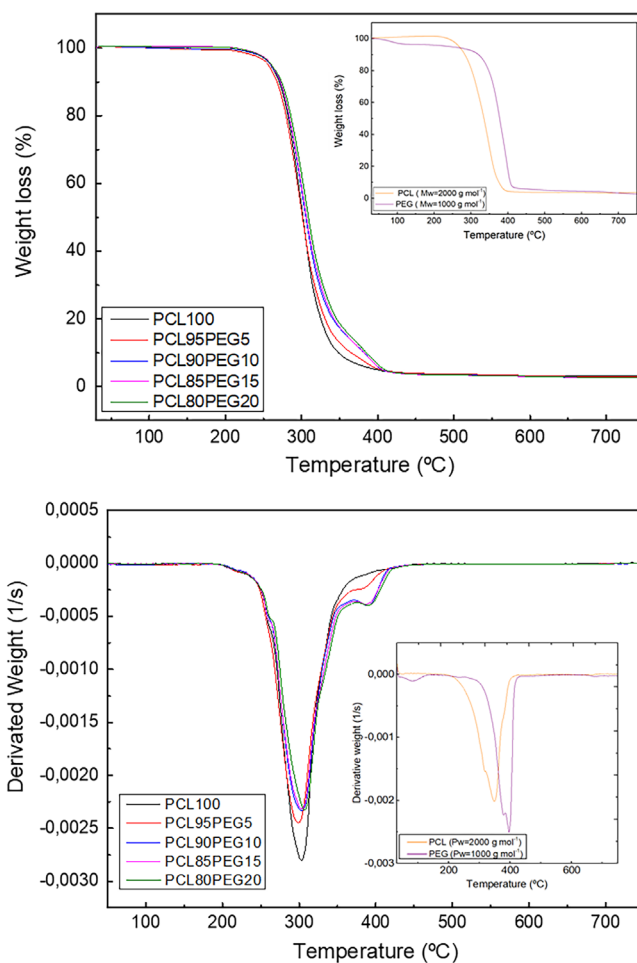 100
80
60
40
20
0
Weight loss (%)
100
200
300
400
500
600
700
Temperature (ºC)
PCL100
PCL95PEG5
PCL90PEG10
PCL85PEG15
PCL80PEG20
100
80
60
40
20
0
Weight loss (%)
100
200
300
400
500
600
700
Temperature (ºC)
PCL ( Mw=2000 g mol⁻¹)
PEG ( Mw=1000 g mol⁻¹)
0,0005
0,0000
-0,0005
-0,0010
-0,0015
-0,0020
-0,0025
-0,0030
Derivated Weight (1/s)
100
200
300
400
500
600
700
Temperature (ºC)
PCL100
PCL95PEG5
PCL90PEG10
PCL85PEG15
PCL80PEG20
0,000
-0,001
-0,002
-0,003
Derivative weight (1/s)
200
400
600
Temperature (ºC)
PCL (Pw=2000 g mol⁻¹)
PEG (Pw=1000 g mol⁻¹)